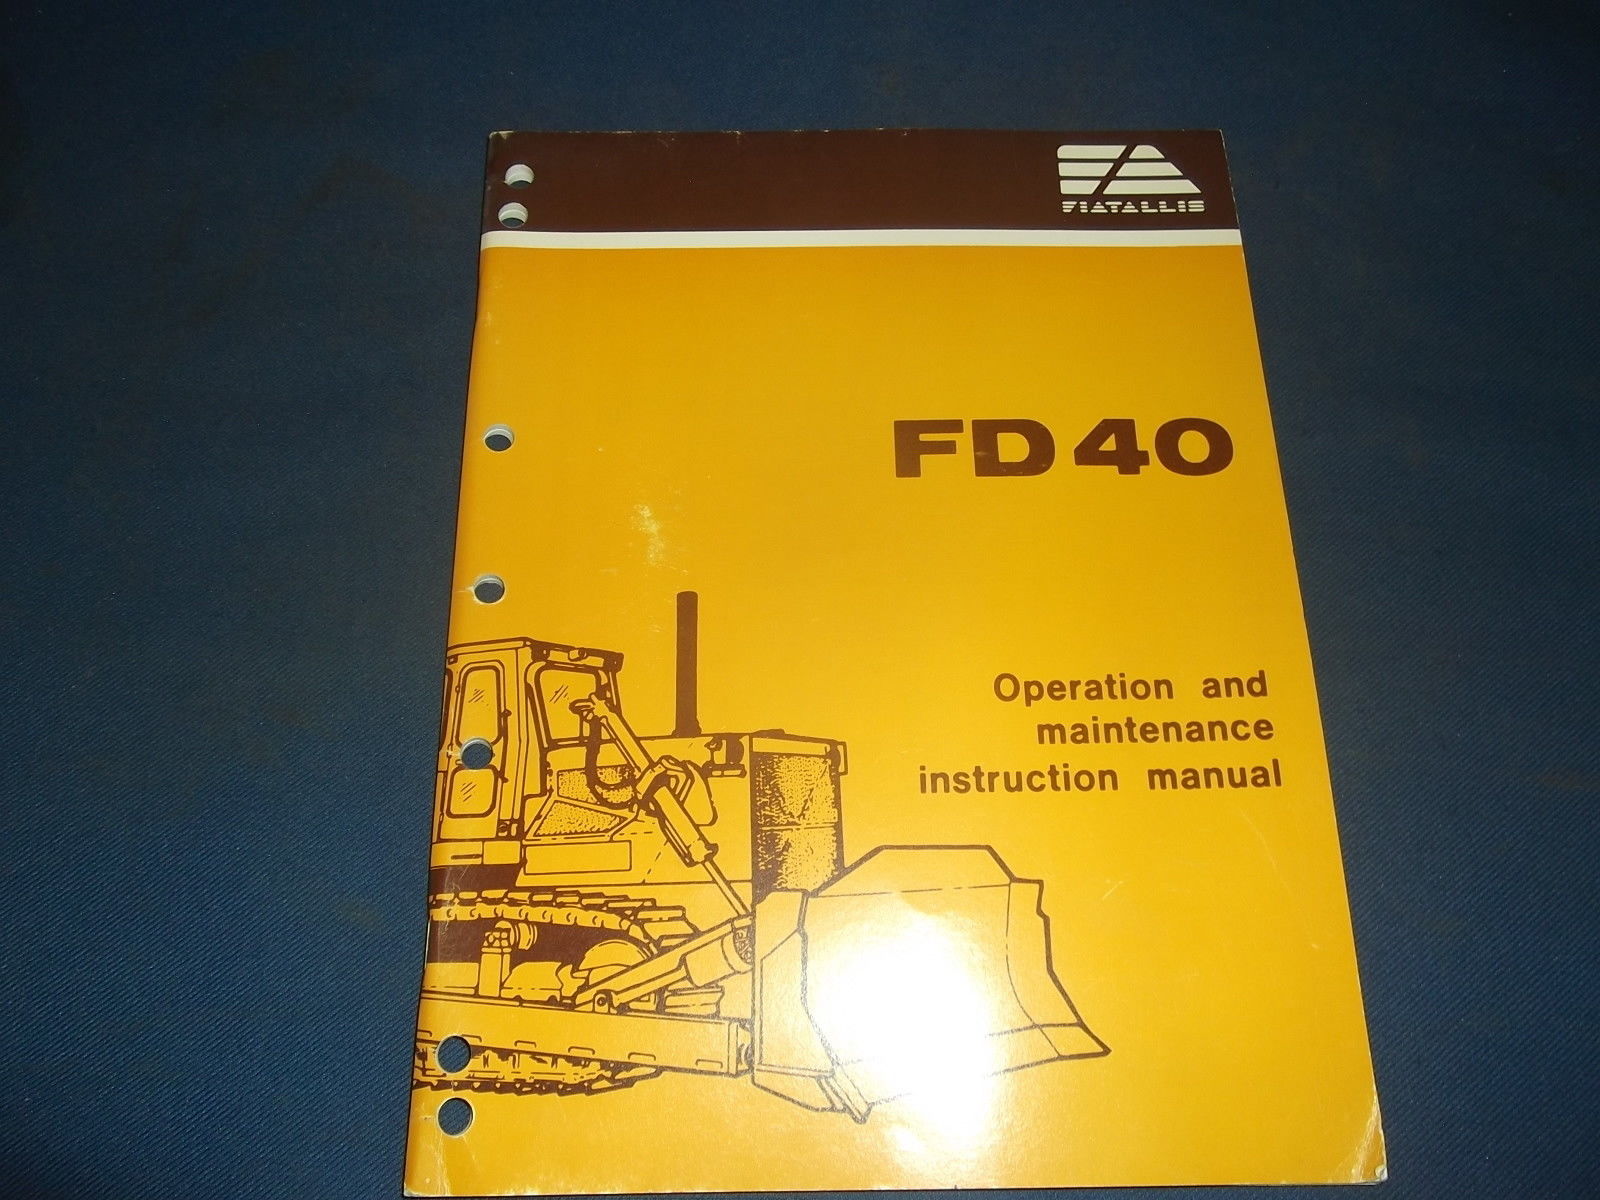 FIATALLIS
FD40
Operation and
maintenance
instruction manual